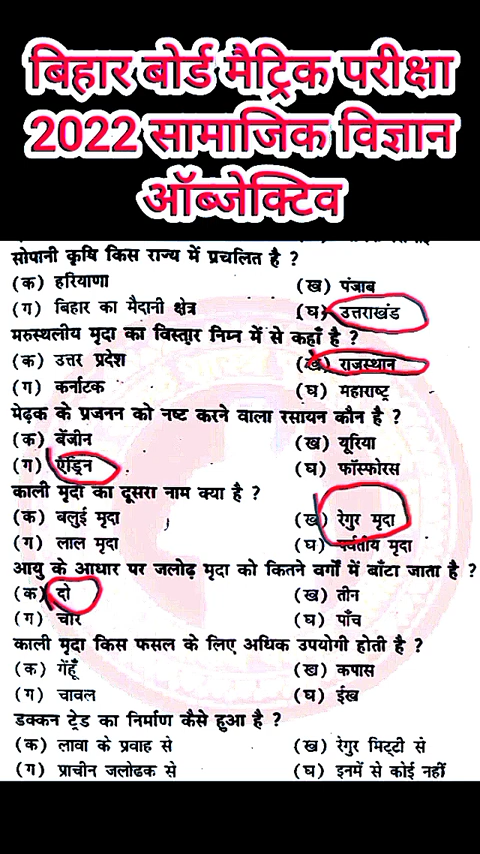 बिहार बोर्ड मैट्रिक परीक्षा
2022 सामाजिक विज्ञान
ऑब्जेक्टिव
सोपानी कृषि किस राज्य में प्रचलित है ?
(क) हरियाणा (ख) पंजाब
(ग) बिहार का मैदानी क्षेत्र (घ) उत्तराखंड
मरुस्थलीय मृदा का विस्तार निम्न में से कहाँ है ?
(क) उत्तर प्रदेश (ख) राजस्थान
(ग) कर्नाटक (घ) महाराष्ट्र
मेढ़क के प्रजनन को नष्ट करने वाला रसायन कौन है ?
(क) बेंजीन (ख) यूरिया
(ग) एंड्रिन (घ) फॉस्फोरस
काली मृदा का दूसरा नाम क्या है ?
(क) बलुई मृदा (ख) रेगुर मृदा
(ग) लाल मृदा (घ) पर्वतीय मृदा
आयु के आधार पर जलोढ़ मृदा को कितने वर्गों में बाँटा जाता है ?
(क) दो (ख) तीन
(ग) चार (घ) पाँच
काली मृदा किस फसल के लिए अधिक उपयोगी होती है ?
(क) गेंहूँ (ख) कपास
(ग) चावल (घ) ईख
डक्कन ट्रेड का निर्माण कैसे हुआ है ?
(क) लावा के प्रवाह से (ख) रेगुर मिट्टी से
(ग) प्राचीन जलोढक से (घ) इनमें से कोई नहीं